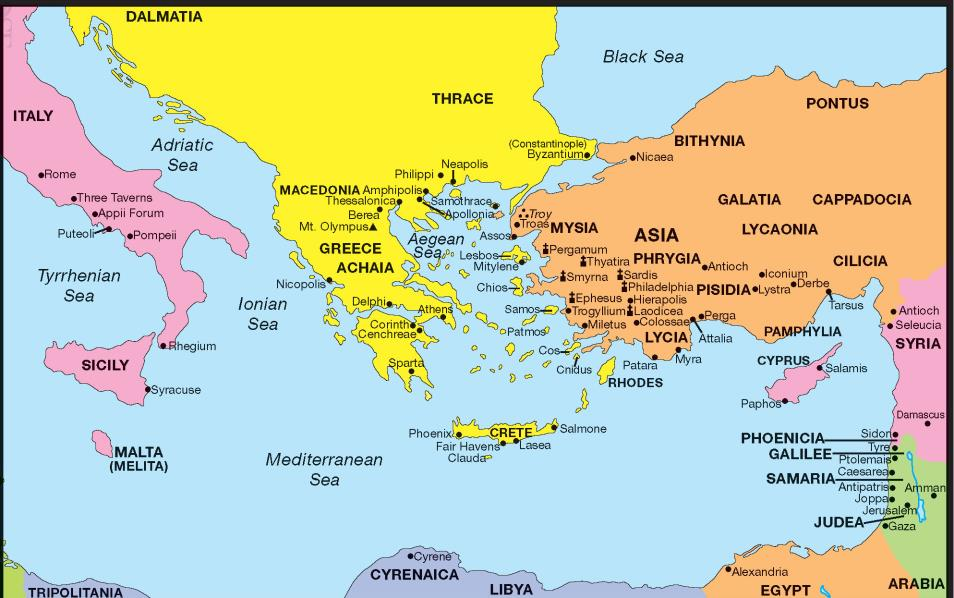 DALMATIA
Black Sea
THRACE
PONTUS
ITALY
Adriatic
Sea
BITHYNIA
(Constantinople)
Byzantium
Nicaea
Neapolis
Philippi
Rome
MACEDONIA
Amphipolis
Thessalonica
Samothrace
Apollonia
Three Taverns
Appii Forum
Berea
Mt. Olympus
Troy
Troas
MYSIA
GALATIA
CAPPADOCIA
Puteoli
Pompeii
GREECE
Aegean
Sea
Assos
ASIA
LYCAONIA
ACHAIA
Lesbos
Mitylene
Pergamum
Thyatira
PHRYGIA
Antioch
CILICIA
Tyrrhenian
Sea
Nicopolis
Chios
Smyrna
Sardis
Philadelphia
PISIDIA
Iconium
Lystra
Derbe
Tarsus
Ionian
Sea
Delphi
Athens
Samos
Ephesus
Trogyllium
Hierapolis
Laodicea
Colossae
Perga
Attalia
Antioch
Seleucia
Corinth
Cenchreae
Patmos
Miletus
LYCIA
PAMPHYLIA
SYRIA
Rhegium
SICILY
Syracuse
Sparta
Cos
Cnidus
Patara
Myra
RHODES
CYPRUS
Salamis
Paphos
Damascus
MALTA
(MELITA)
Mediterranean
Sea
Phoenix
CRETE
Salmone
Fair Havens
Lasea
Clauda
PHOENICIA
Sidon
Tyre
GALILEE
Ptolemais
Caesarea
SAMARIA
Antipatris
Amman
Joppa
Jerusalem
JUDEA
Gaza
Cyrene
CYRENAICA
LIBYA
TRIPOLITANIA
Alexandria
EGYPT
ARABIA